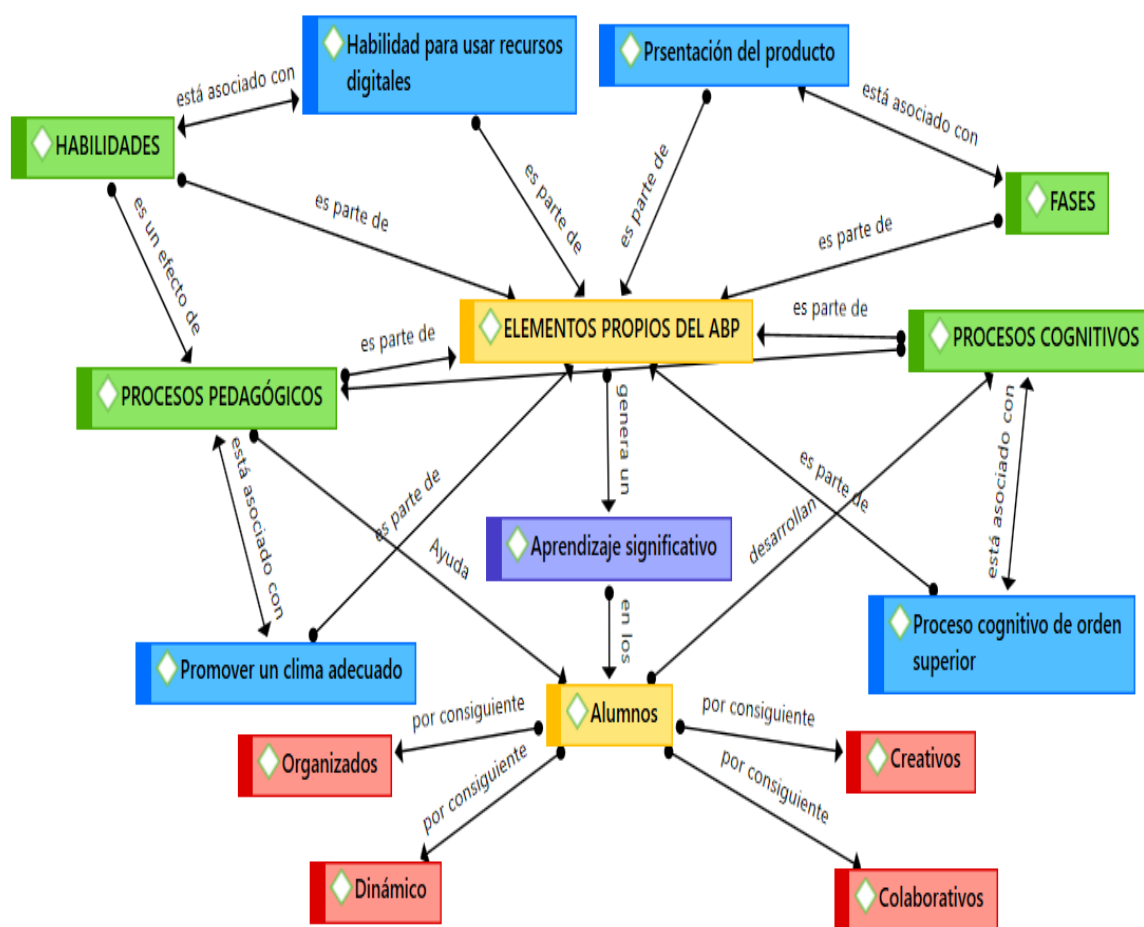 Habilidad para usar recursos
digitales
Prsentación del producto
está asociado con
está asociado con
HABILIDADES
FASES
es un efecto de
es parte de
es parte de
es parte de
es parte de
ELEMENTOS PROPIOS DEL ABP
es parte de
es parte de
PROCESOS COGNITIVOS
PROCESOS PEDAGÓGICOS
genera un
está asociado con
es parte de
Ayuda
es parte de
desarrollan
está asociado con
Aprendizaje significativo
en los
Promover un clima adecuado
Proceso cognitivo de orden
superior
Alumnos
por consiguiente
por consiguiente
Organizados
Creativos
por consiguiente
por consiguiente
Dinámico
Colaborativos